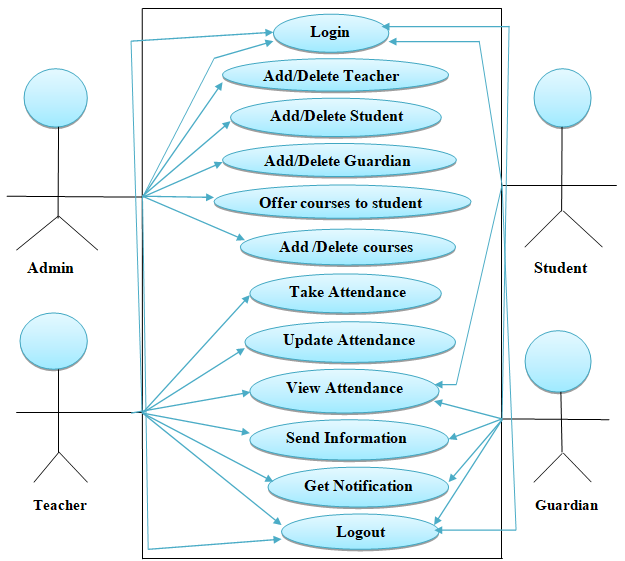 Login
Add/Delete Teacher
Add/Delete Student
Add/Delete Guardian
Offer courses to student
Add /Delete courses
Admin
Student
Take Attendance
Update Attendance
View Attendance
Send Information
Get Notification
Logout
Teacher
Guardian